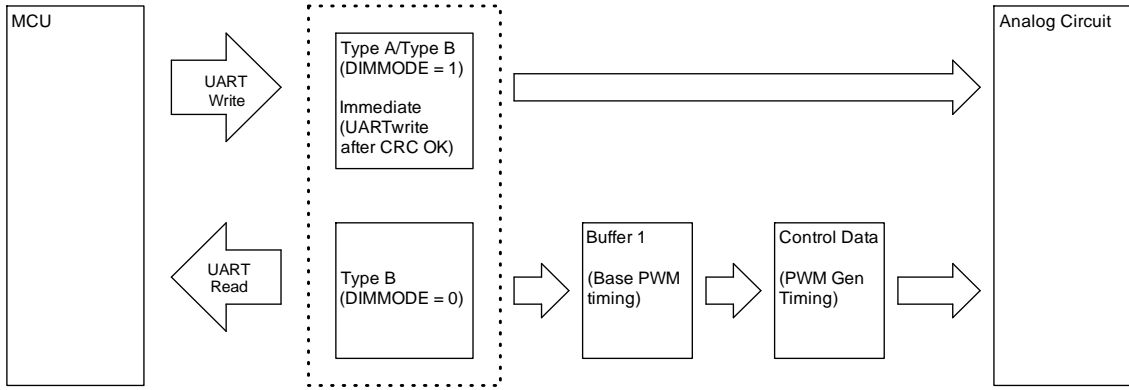 MCU
UART
Write
Type A/Type B
(DIMMODE = 1)
Immediate
(UARTwrite
after CRC OK)
Analog Circuit
UART
Read
Type B
(DIMMODE = 0)
Buffer 1
(Base PWM
timing)
Control Data
(PWM Gen
Timing)